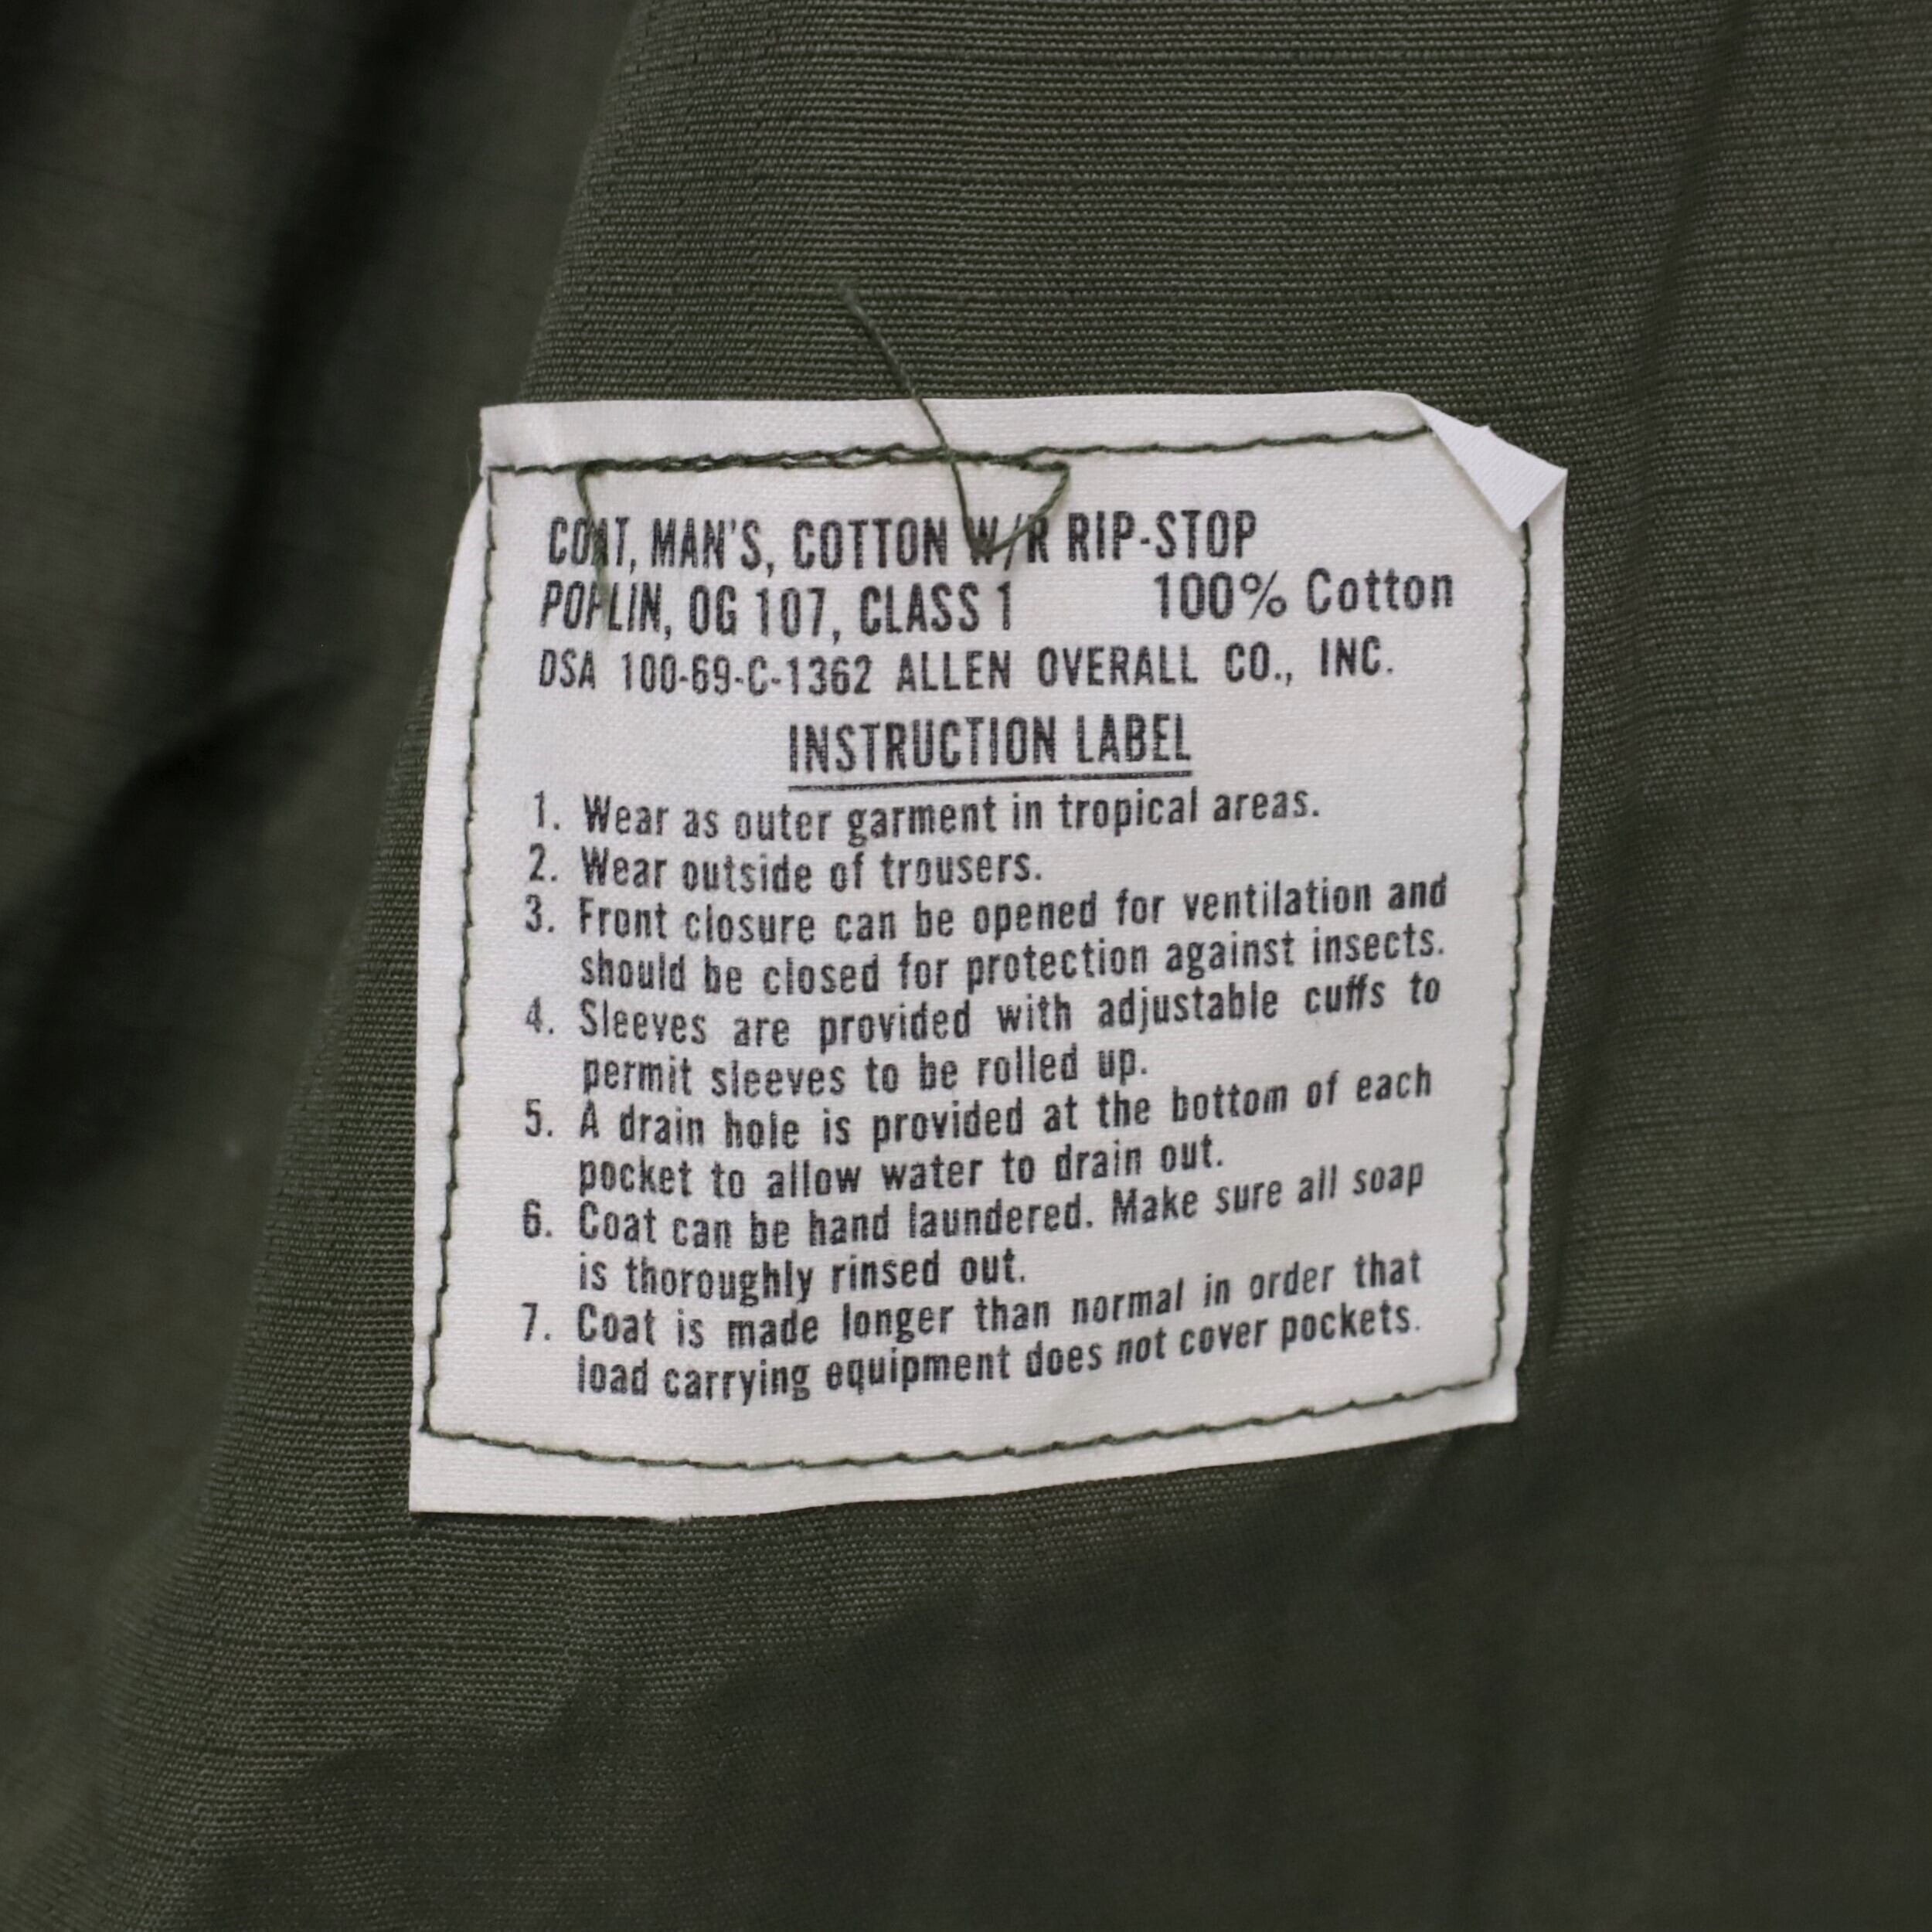 COAT, MAN'S, COTTON W/R RIP-STOP
POPLIN, OG 107, CLASS 1 100% Cotton
DSA 100-69-C-1362 ALLEN OVERALL CO., INC.
INSTRUCTION LABEL
1. Wear as outer garment in tropical areas.
2. Wear outside of trousers.
3. Front closure can be opened for ventilation and
should be closed for protection against insects.
4. Sleeves are provided with adjustable cuffs to
permit sleeves to be rolled up.
5. A drain hole is provided at the bottom of each
pocket to allow water to drain out.
6. Coat can be hand laundered. Make sure all soap
is thoroughly rinsed out.
7. Coat is made longer than normal in order that
load carrying equipment does not cover pockets.